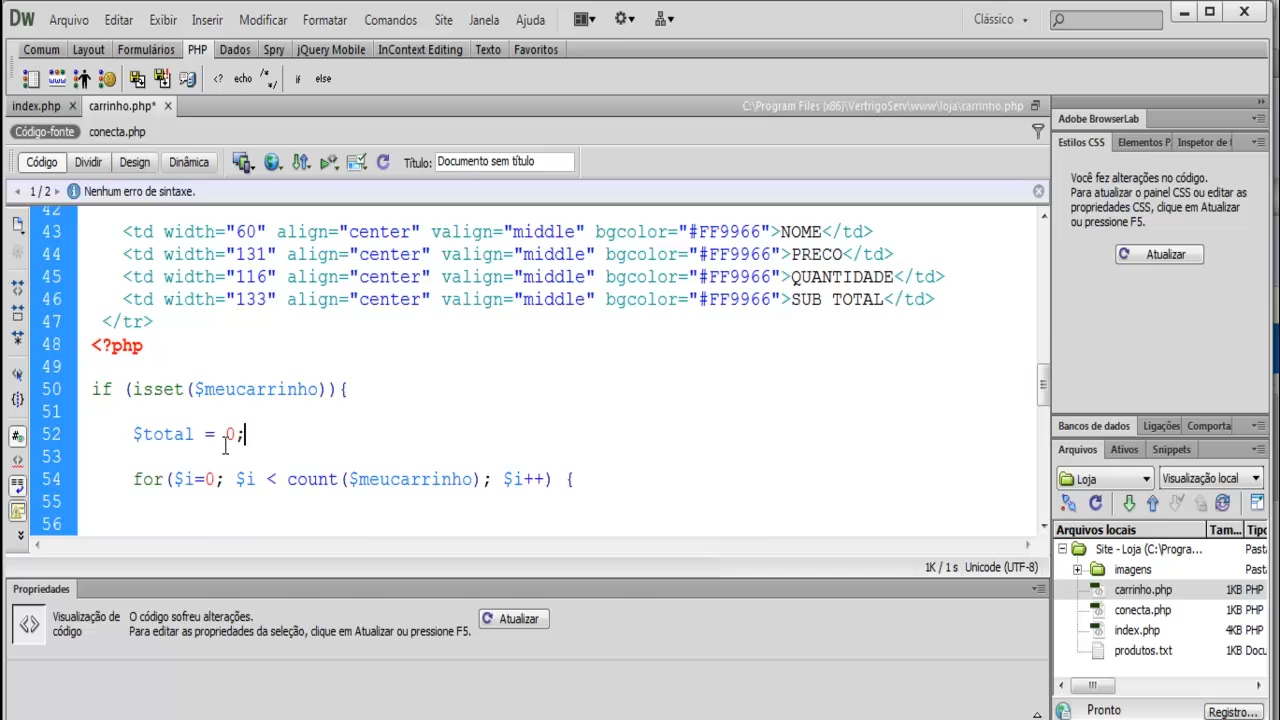 Dw Arquivo Editar Exibir Inserir Modificar Formatar Comandos Site Janela Ajuda Clássico
Comum Layout Formulários PHP Dados Spry jQuery Mobile InContext Editing Texto Favoritos
<? echo /* */ if else
index.php carrinho.php* C:\Program Files (x86)\VertrigoServ\www\loja\carrinho.php
Código-fonte conecta.php
Código Dividir Design Dinâmica Título: Documento sem título
1 / 2 Nenhum erro de sintaxe.
42
43 <td width="60" align="center" valign="middle" bgcolor="#FF9966">NOME</td>
44 <td width="131" align="center" valign="middle" bgcolor="#FF9966">PRECO</td>
45 <td width="116" align="center" valign="middle" bgcolor="#FF9966">QUANTIDADE</td>
46 <td width="133" align="center" valign="middle" bgcolor="#FF9966">SUB TOTAL</td>
47 </tr>
48 <?php
49
50 if (isset($meucarrinho)){
51
52 $total = 0;
53
54 for($i=0; $i < count($meucarrinho); $i++) {
55
56
1K / 1 s Unicode (UTF-8)
Propriedades
Visualização de código
O código sofreu alterações.
Para editar as propriedades da seleção, clique em Atualizar ou pressione F5.
Atualizar
Adobe BrowserLab
Estilos CSS Elementos P Inspetor de t
Você fez alterações no código.
Para atualizar o painel CSS ou editar as
propriedades CSS, clique em Atualizar
ou pressione F5.
Atualizar
Bancos de dados Ligações Comporta
Arquivos Ativos Snippets
Loja Visualização local
Arquivos locais Tam... Tipo
Site - Loja (C:\Progra... Past
imagens Past
carrinho.php 1KB PHP
conecta.php 1KB PHP
index.php 4KB PHP
produtos.txt 1KB Docu
Pronto Registro...